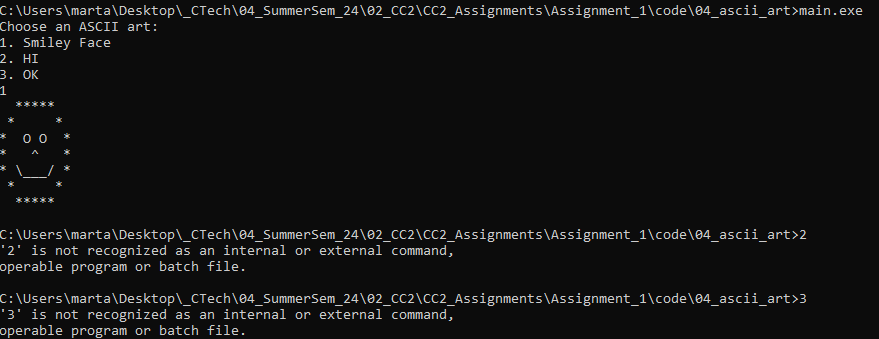 C:\Users\marta\Desktop\_CTech\04_SummerSem_24\02_CC2\CC2_Assignments\Assignment_1\code\04_ascii_art>main.exe
Choose an ASCII art:
1. Smiley Face
2. HI
3. OK
1
  *****
 *     *
*  O O  *
*   ^   *
* \___/ *
 *     *
  *****
C:\Users\marta\Desktop\_CTech\04_SummerSem_24\02_CC2\CC2_Assignments\Assignment_1\code\04_ascii_art>2
'2' is not recognized as an internal or external command,
operable program or batch file.
C:\Users\marta\Desktop\_CTech\04_SummerSem_24\02_CC2\CC2_Assignments\Assignment_1\code\04_ascii_art>3
'3' is not recognized as an internal or external command,
operable program or batch file.